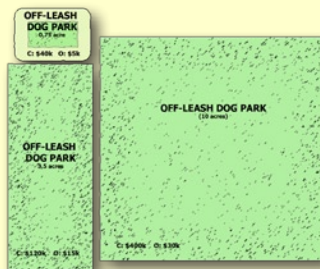 OFF-LEASH
DOG PARK
0.75 acre
C: $40k O: $5k
OFF-LEASH DOG PARK
(10 acres)
C: $400k O: $30k
OFF-LEASH
DOG PARK
3.5 acres
C: $120k O: $15k